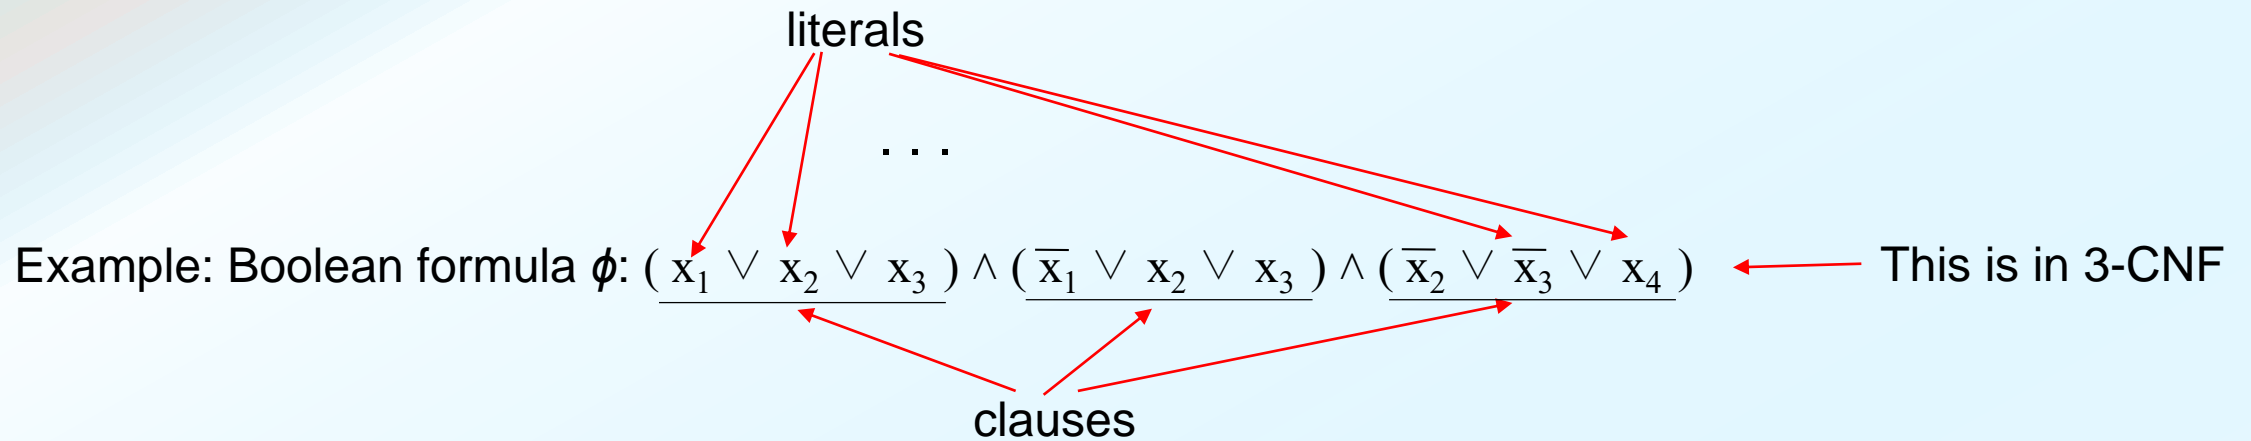 literals
. . .
Example: Boolean formula ϕ: ( x₁ ∨ x₂ ∨ x₃ ) ∧ ( x̅₁ ∨ x₂ ∨ x₃ ) ∧ ( x̅₂ ∨ x̅₃ ∨ x₄ ) This is in 3-CNF
clauses